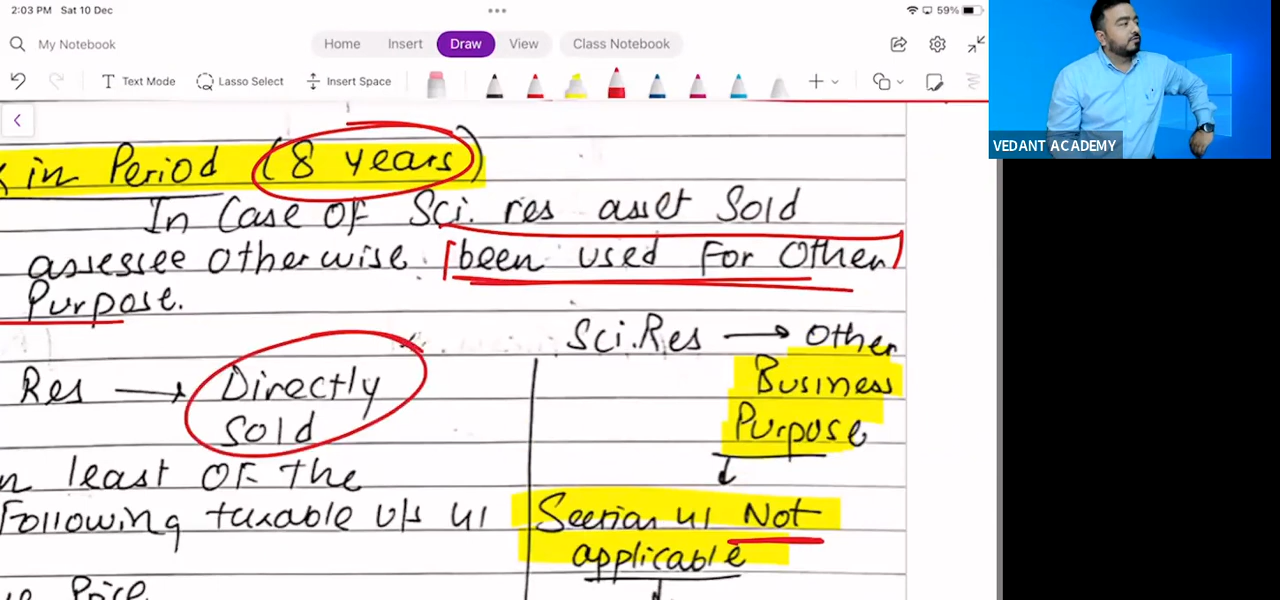 2:03 PM Sat 10 Dec
59%
My Notebook
Home Insert Draw View Class Notebook
Text Mode Lasso Select Insert Space
VEDANT ACADEMY
in Period (8 years)
In Case OF Sci. res asset Sold
assessee otherwise been used For Other
Purpose.
Sci.Res → Other
Business
Purpose
Res → Directly
Sold
least OF The
Following taxable u/s 41
Section 41 Not
applicable
Price